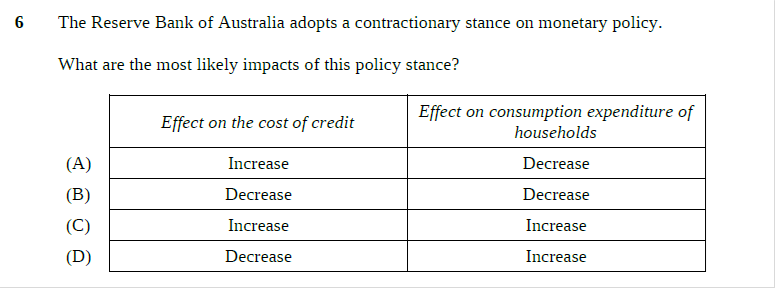 6 The Reserve Bank of Australia adopts a contractionary stance on monetary policy.
What are the most likely impacts of this policy stance?
Effect on the cost of credit Effect on consumption expenditure of
households
(A) Increase Decrease
(B) Decrease Decrease
(C) Increase Increase
(D) Decrease Increase